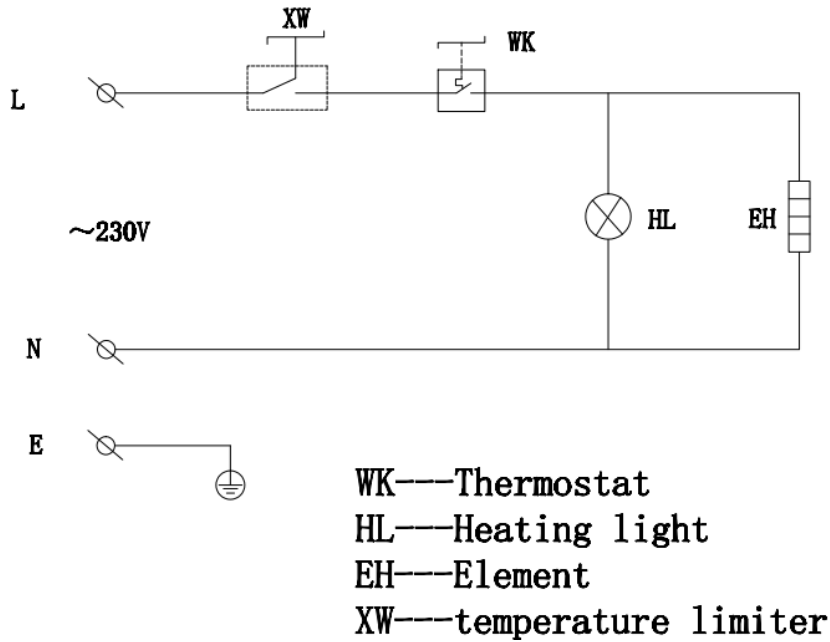 XW
WK
L
~230V
HL
EH
N
E
WK---Thermostat
HL---Heating light
EH---Element
XW---temperature limiter